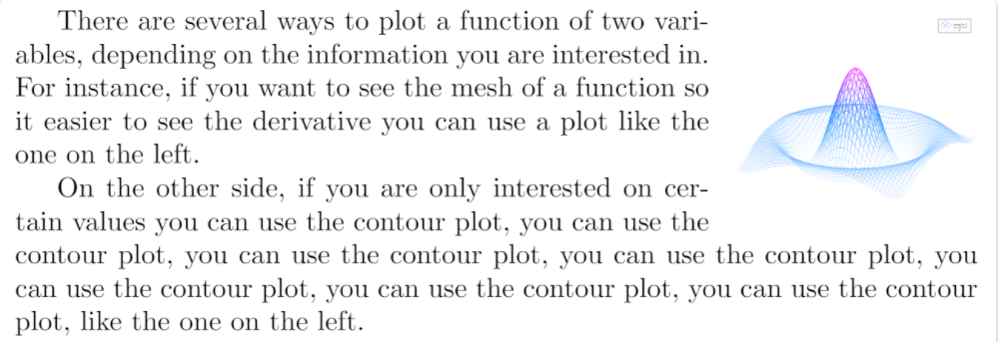 There are several ways to plot a function of two vari-
ables, depending on the information you are interested in.
For instance, if you want to see the mesh of a function so
it easier to see the derivative you can use a plot like the
one on the left.
On the other side, if you are only interested on cer-
tain values you can use the contour plot, you can use the
contour plot, you can use the contour plot, you can use the contour plot, you
can use the contour plot, you can use the contour plot, you can use the contour
plot, like the one on the left.